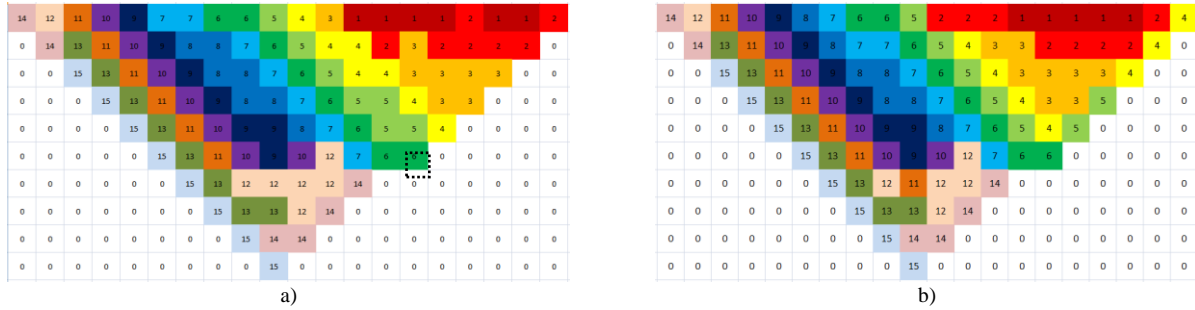 14 12 11 10 9 7 7 6 6 5 4 3 1 1 1 1 2 1 1 2
0 14 13 11 10 9 8 8 7 6 5 4 4 2 3 2 2 2 2 0
0 0 15 13 11 10 9 8 8 7 6 5 4 4 3 3 3 3 0 0
0 0 0 15 13 11 10 9 8 8 7 6 5 5 4 3 3 0 0 0
0 0 0 0 15 13 11 10 9 9 8 7 6 5 5 4 0 0 0 0
0 0 0 0 0 15 13 11 10 9 10 12 7 6 6 0 0 0 0 0
0 0 0 0 0 0 15 13 12 12 12 12 14 0 0 0 0 0 0 0
0 0 0 0 0 0 0 15 13 13 12 14 0 0 0 0 0 0 0 0
0 0 0 0 0 0 0 0 15 14 14 0 0 0 0 0 0 0 0 0
0 0 0 0 0 0 0 0 0 15 0 0 0 0 0 0 0 0 0 0
a)
14 12 11 10 9 8 7 6 6 5 2 2 2 1 1 1 1 1 2 4
0 14 13 11 10 9 8 7 7 6 5 4 3 3 2 2 2 2 4 0
0 0 15 13 11 10 9 8 8 7 6 5 4 3 3 3 3 4 0 0
0 0 0 15 13 11 10 9 8 8 7 6 5 4 3 3 5 0 0 0
0 0 0 0 15 13 11 10 9 9 8 7 6 5 4 5 0 0 0 0
0 0 0 0 0 15 13 11 10 9 10 12 7 6 6 0 0 0 0 0
0 0 0 0 0 0 15 13 12 11 12 12 14 0 0 0 0 0 0 0
0 0 0 0 0 0 0 15 13 13 12 14 0 0 0 0 0 0 0 0
0 0 0 0 0 0 0 0 15 14 14 0 0 0 0 0 0 0 0 0
0 0 0 0 0 0 0 0 0 15 0 0 0 0 0 0 0 0 0 0
b)